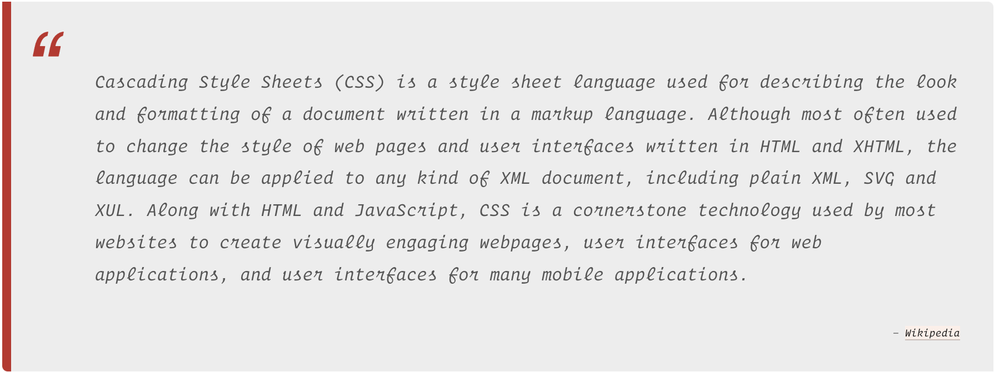 “
Cascading Style Sheets (CSS) is a style sheet language used for describing the look
and formatting of a document written in a markup language. Although most often used
to change the style of web pages and user interfaces written in HTML and XHTML, the
language can be applied to any kind of XML document, including plain XML, SVG and
XUL. Along with HTML and JavaScript, CSS is a cornerstone technology used by most
websites to create visually engaging webpages, user interfaces for web
applications, and user interfaces for many mobile applications.
– Wikipedia